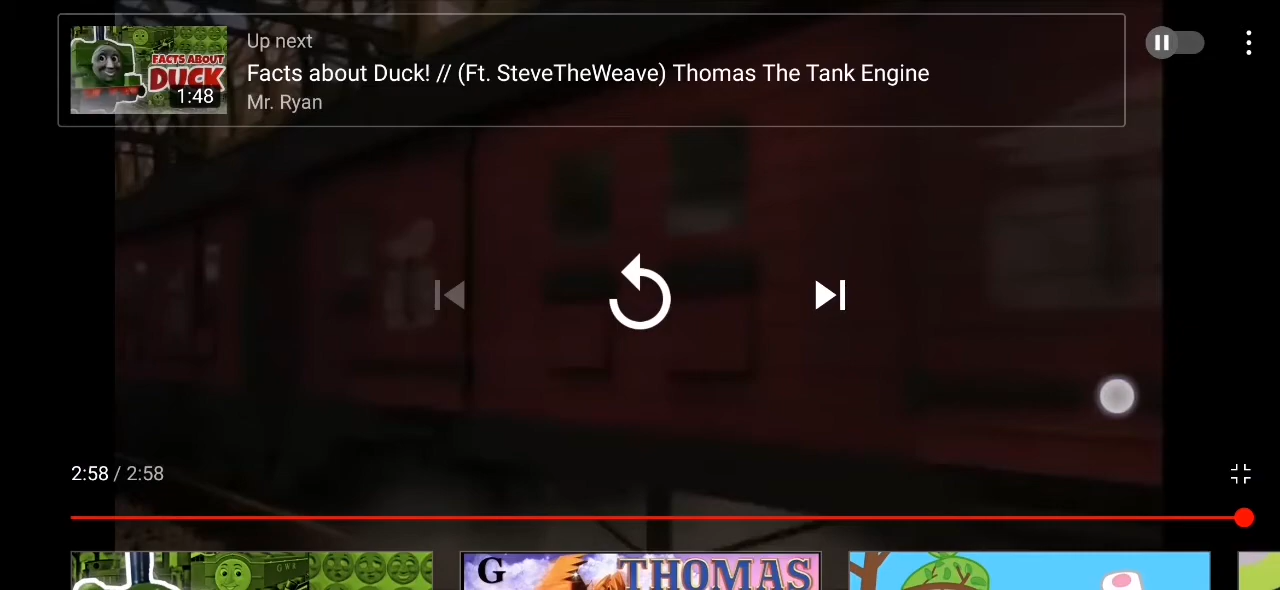 Up next
Facts about Duck! // (Ft. SteveTheWeave) Thomas The Tank Engine
Mr. Ryan
FACTS ABOUT
DUCK
1:48
2:58 / 2:58
GWR
G
THOMAS